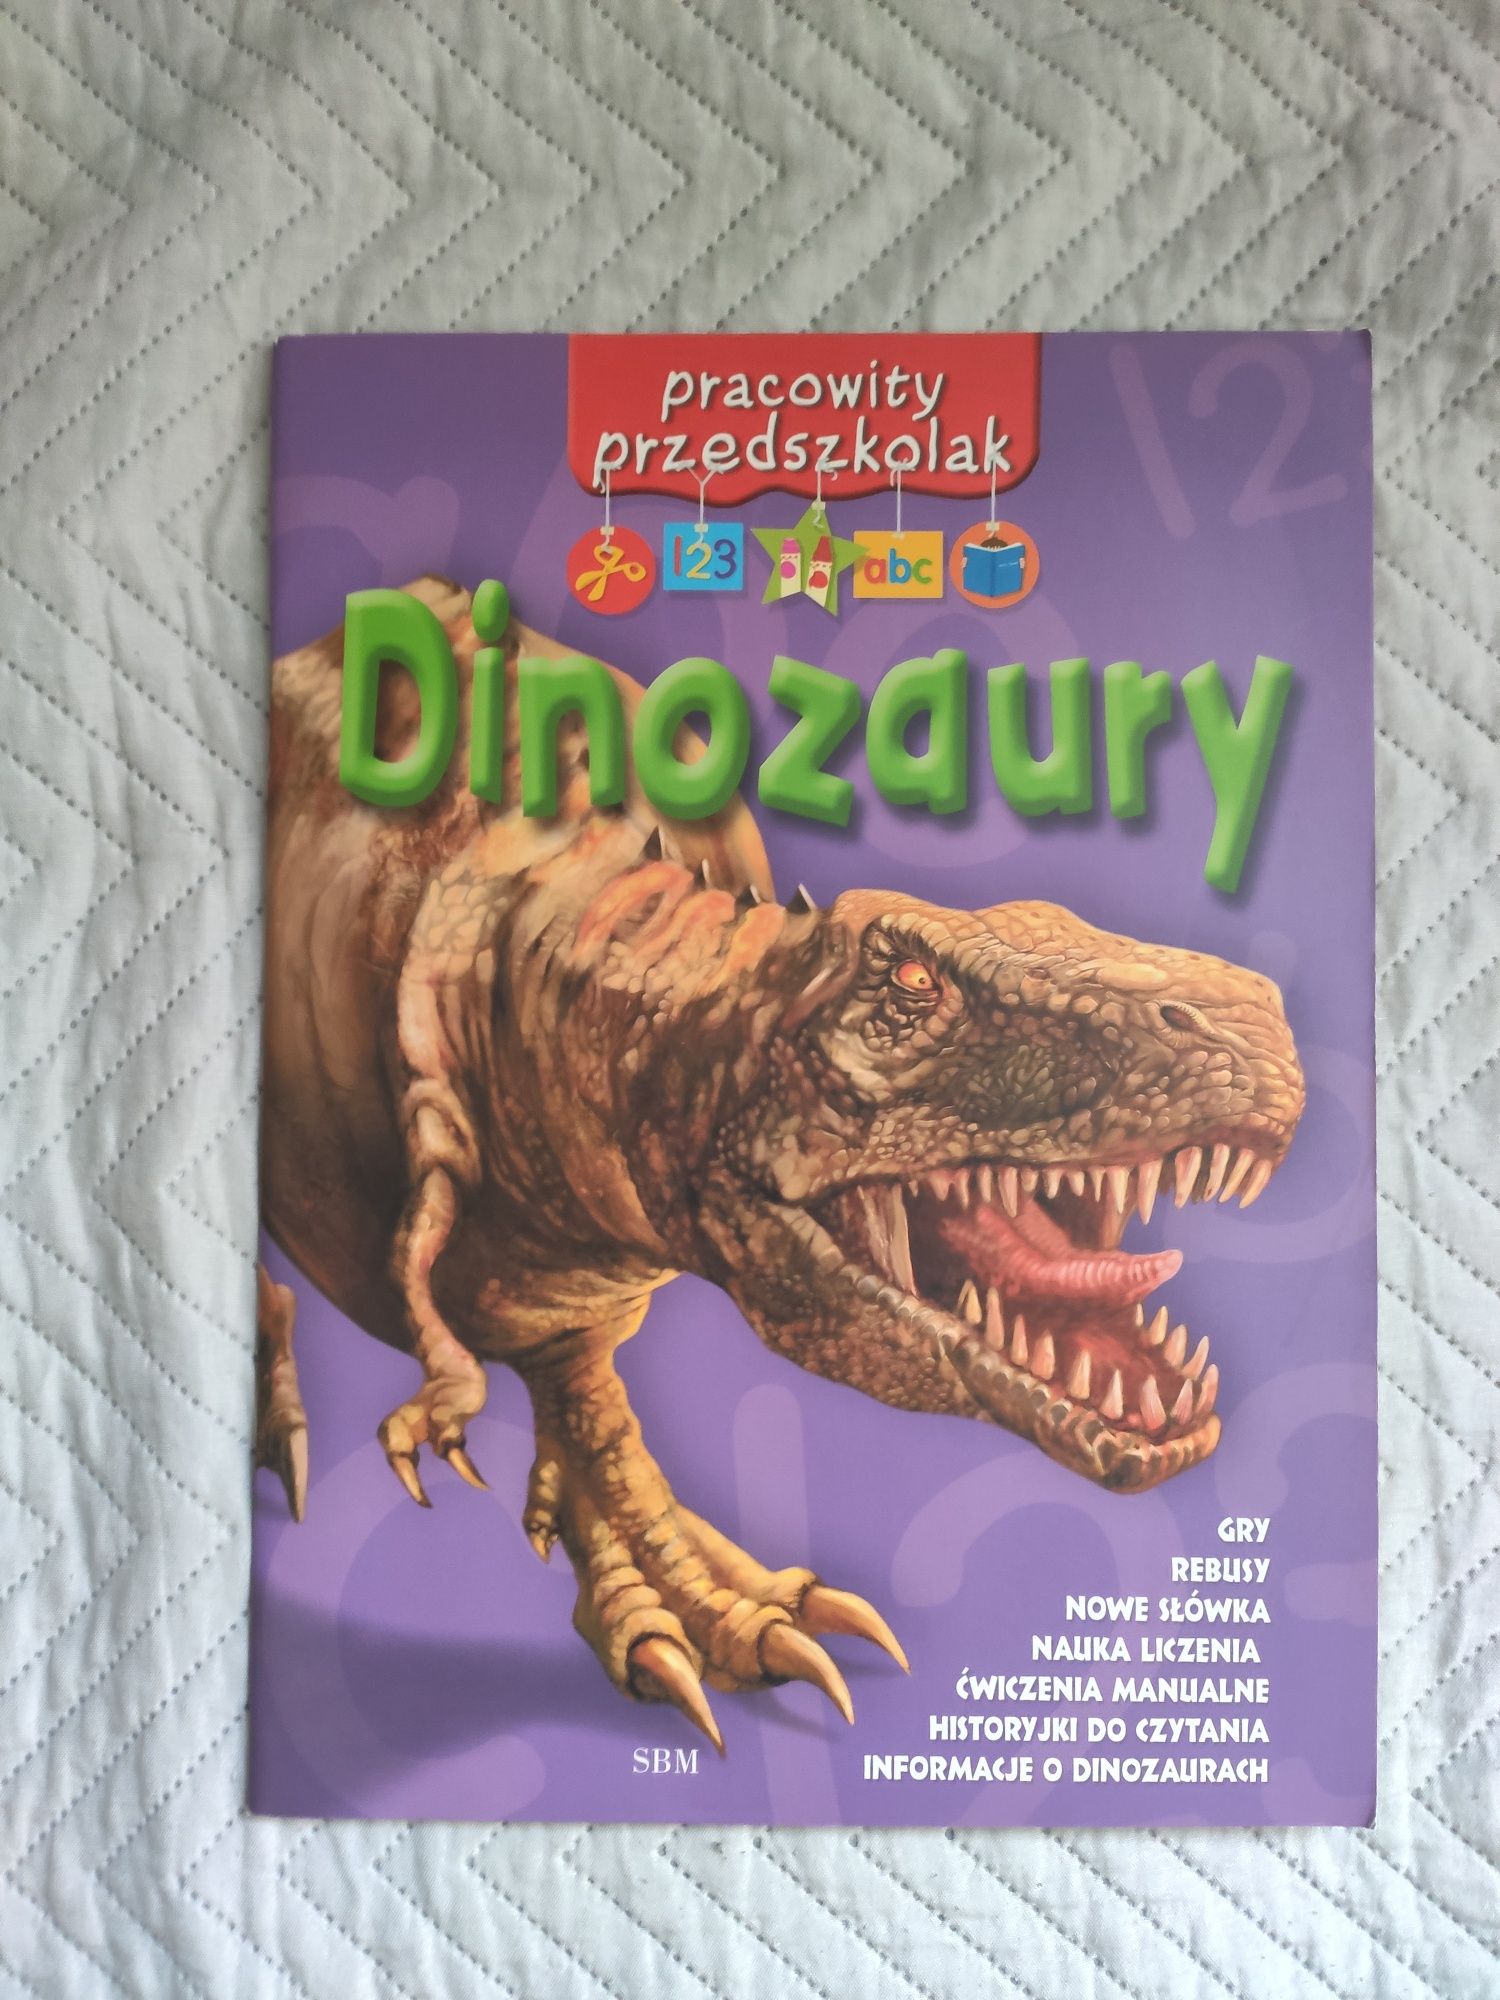 pracowity
przedszkolak
123
abc
Dinozaury
GRY
REBUSY
NOWE SŁÓWKA
NAUKA LICZENIA
ĆWICZENIA MANUALNE
HISTORYJKI DO CZYTANIA
INFORMACJE O DINOZAURACH
SBM